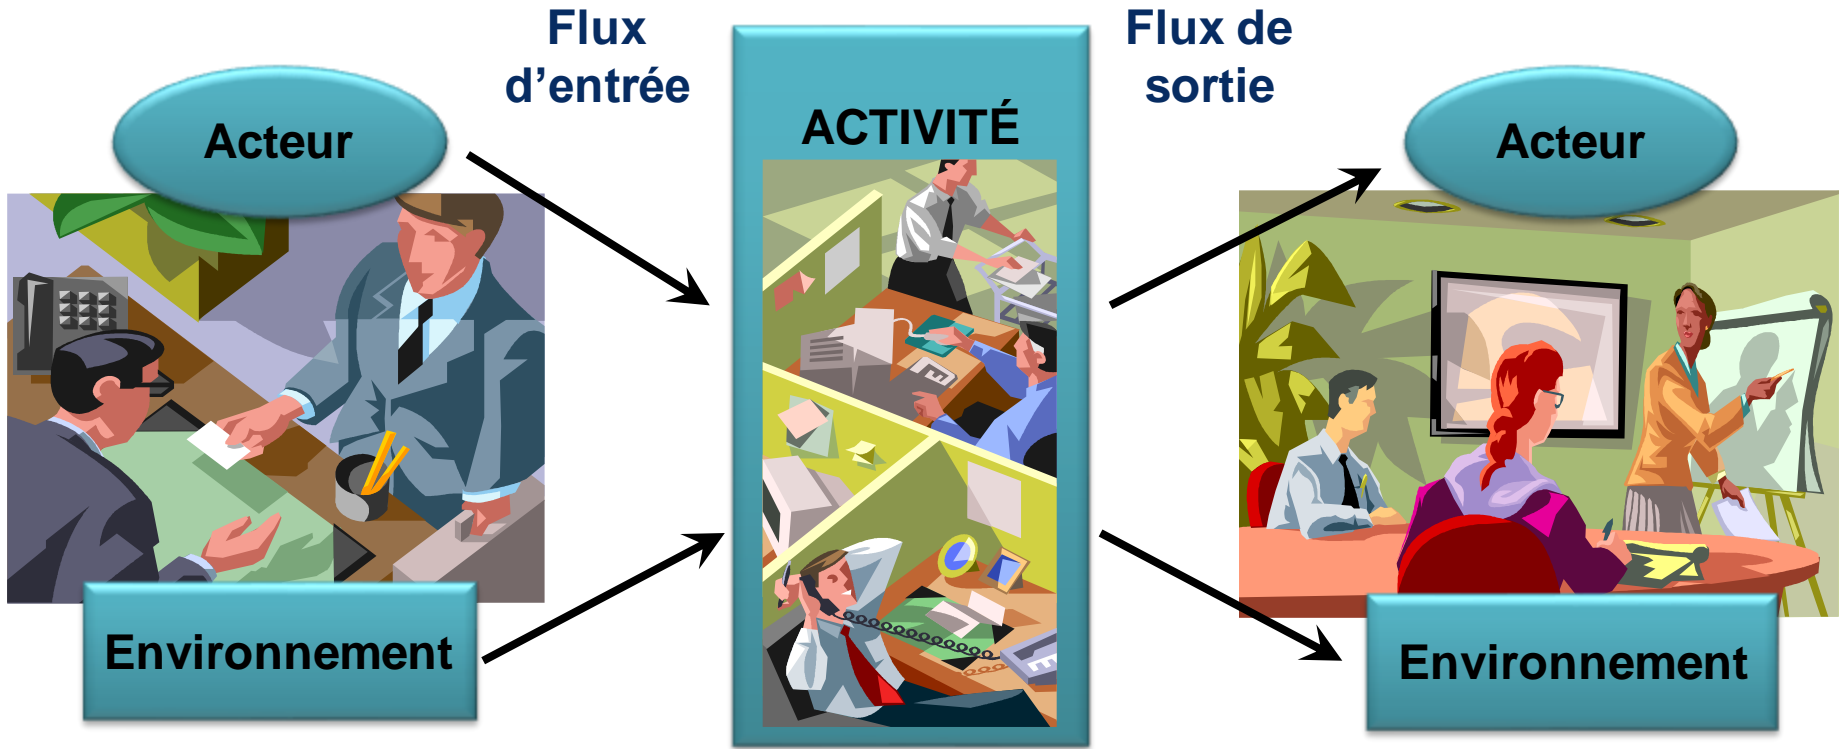 Flux
d’entrée
Flux de
sortie
ACTIVITÉ
Acteur
Acteur
Environnement
Environnement